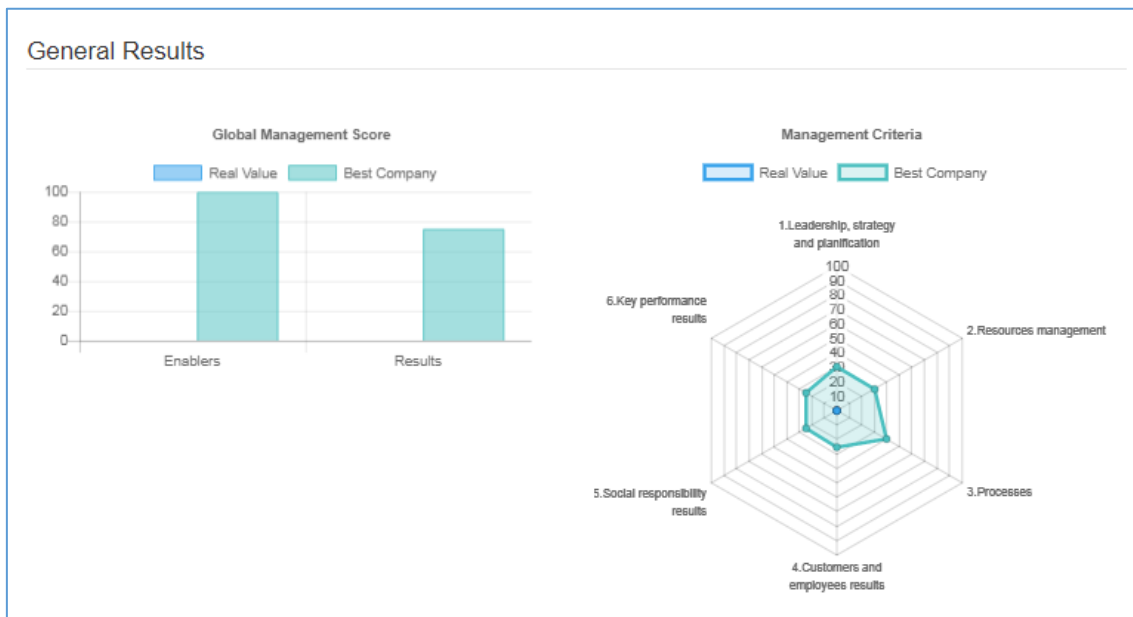 General Results
Global Management Score
Real Value
Best Company
100
80
60
40
20
0
Enablers
Results
Management Criteria
Real Value
Best Company
1.Leadership, strategy
and planification
100
90
80
70
60
50
40
30
20
10
2.Resources management
3.Processes
4.Customers and
employees results
5.Social responsibility
results
6.Key performance
results